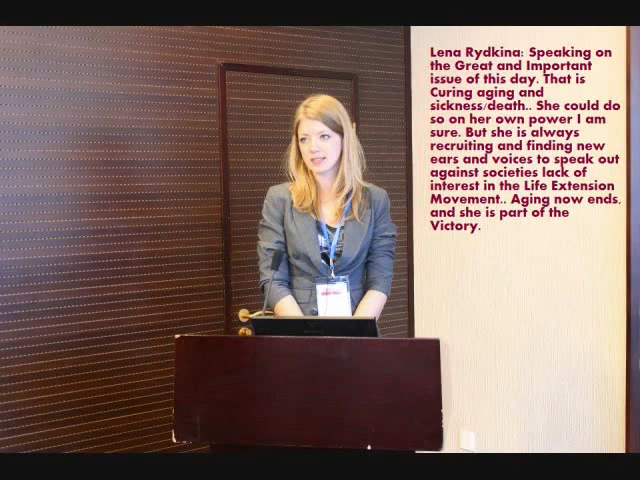 Lena Rydkina: Speaking on
the Great and Important
issue of this day. That is
Curing aging and
sickness/death.. She could do
so on her own power I am
sure. But she is always
recruiting and finding new
ears and voices to speak out
against societies lack of
interest in the Life Extension
Movement.. Aging now ends,
and she is part of the
Victory.